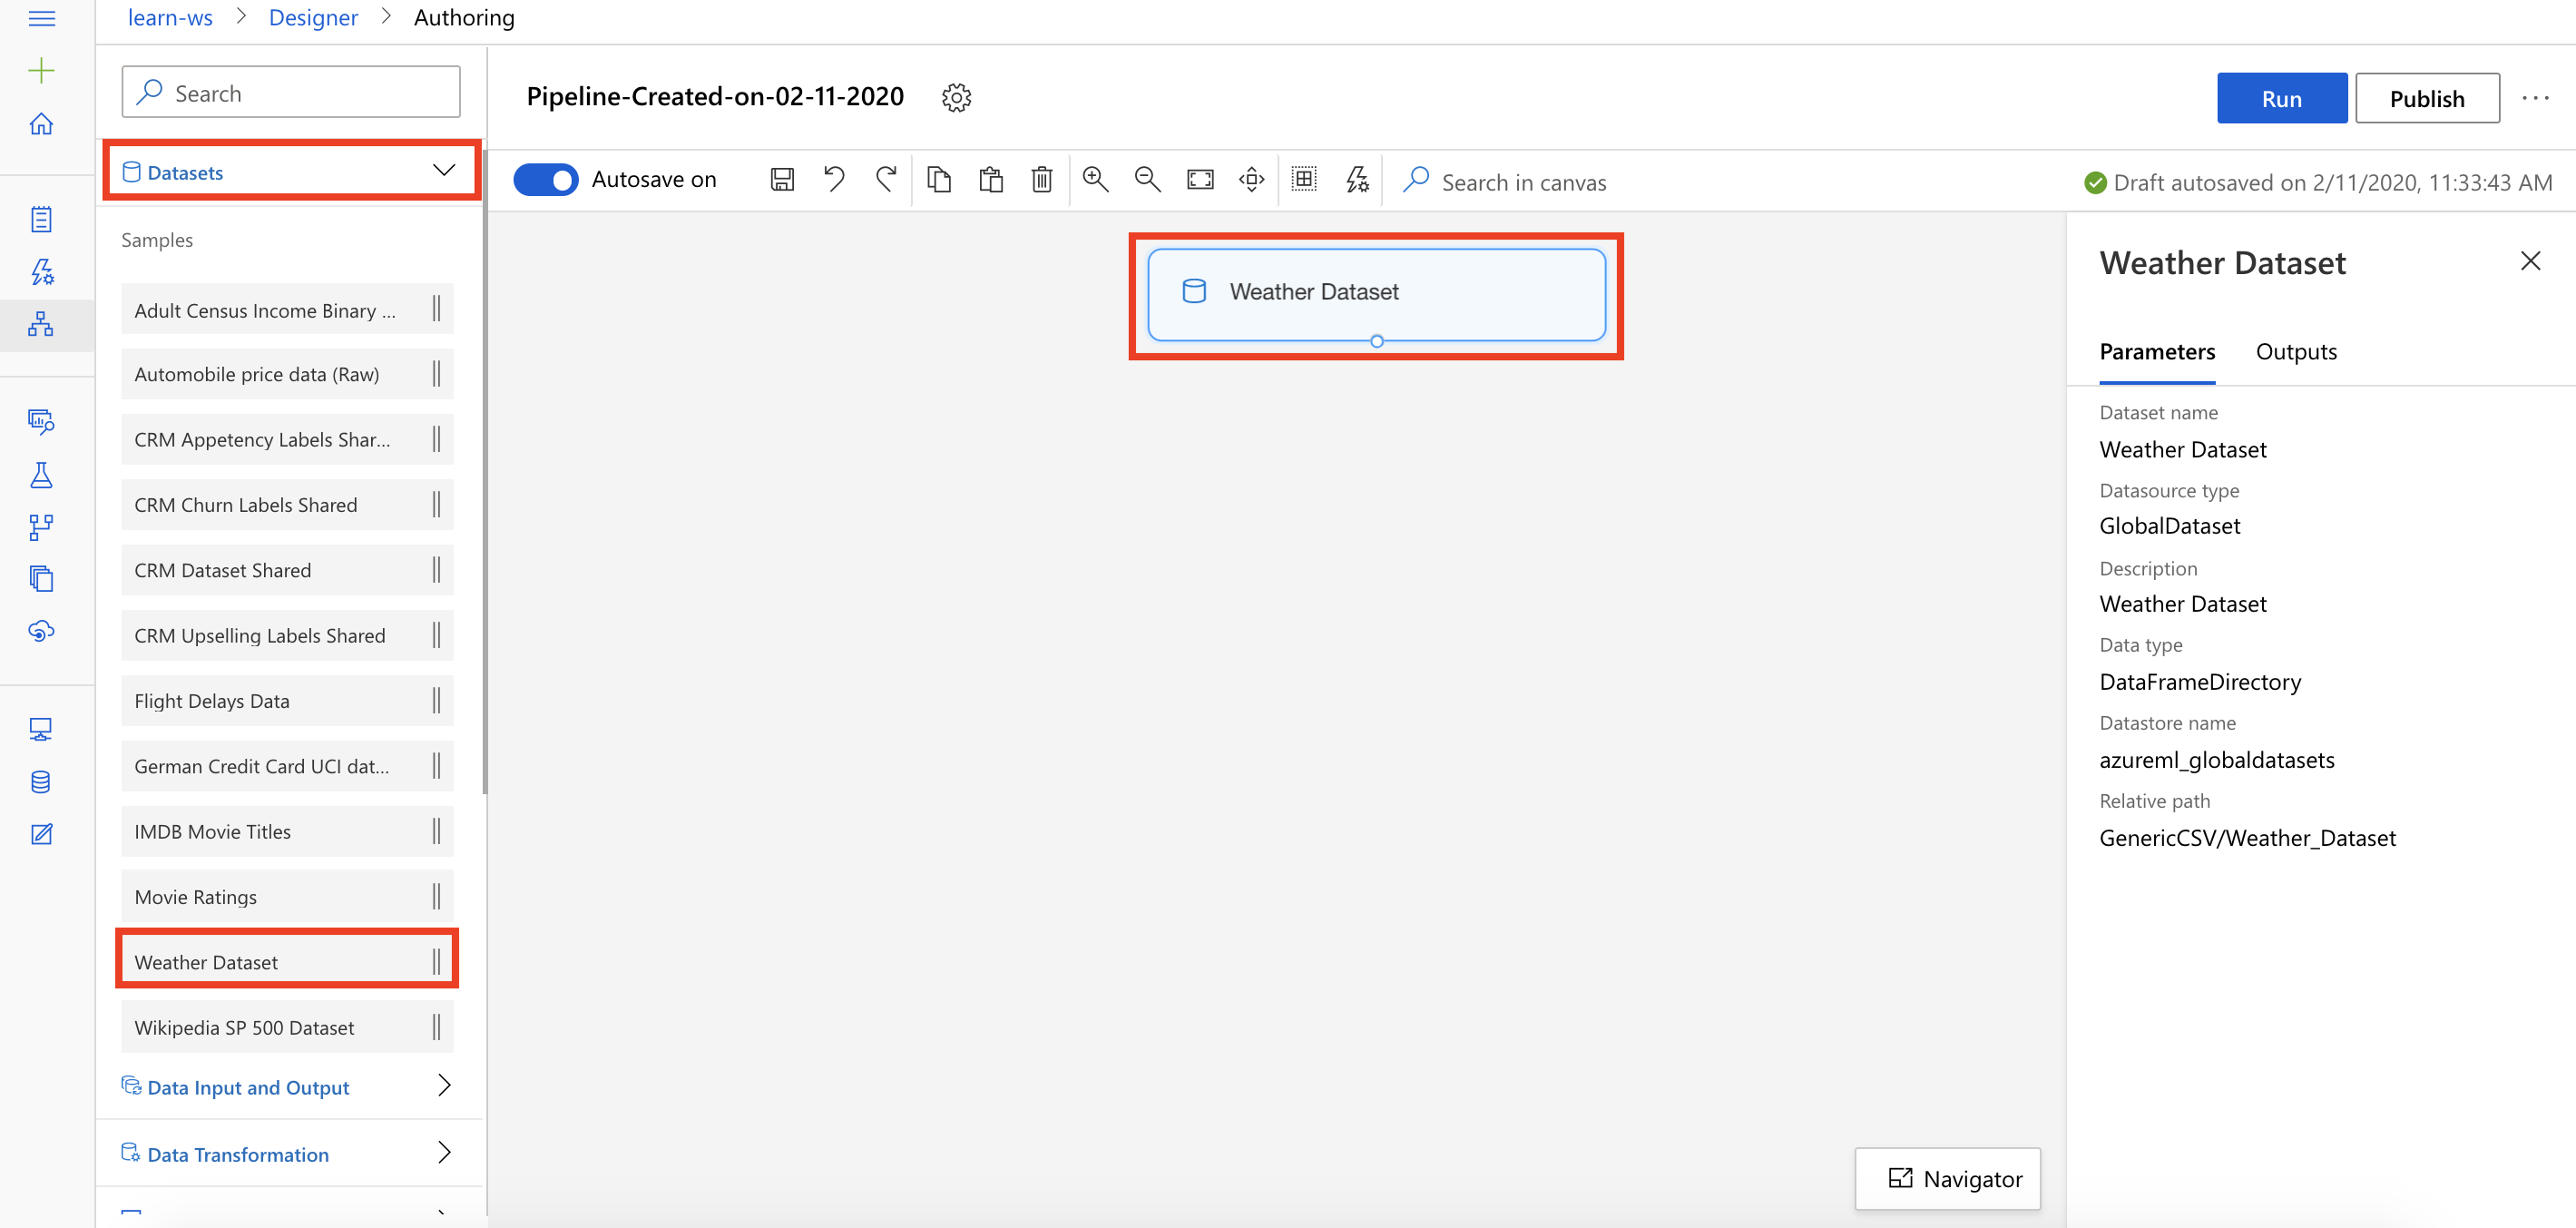 learn-ws > Designer > Authoring
Search
Datasets
Samples
Adult Census Income Binary ...
Automobile price data (Raw)
CRM Appetency Labels Shar...
CRM Churn Labels Shared
CRM Dataset Shared
CRM Upselling Labels Shared
Flight Delays Data
German Credit Card UCI dat...
IMDB Movie Titles
Movie Ratings
Weather Dataset
Wikipedia SP 500 Dataset
Data Input and Output
Data Transformation
Pipeline-Created-on-02-11-2020
Run
Publish
Autosave on
Search in canvas
Draft autosaved on 2/11/2020, 11:33:43 AM
Weather Dataset
Navigator
Weather Dataset
Parameters
Outputs
Dataset name
Weather Dataset
Datasource type
GlobalDataset
Description
Weather Dataset
Data type
DataFrameDirectory
Datastore name
azureml_globaldatasets
Relative path
GenericCSV/Weather_Dataset